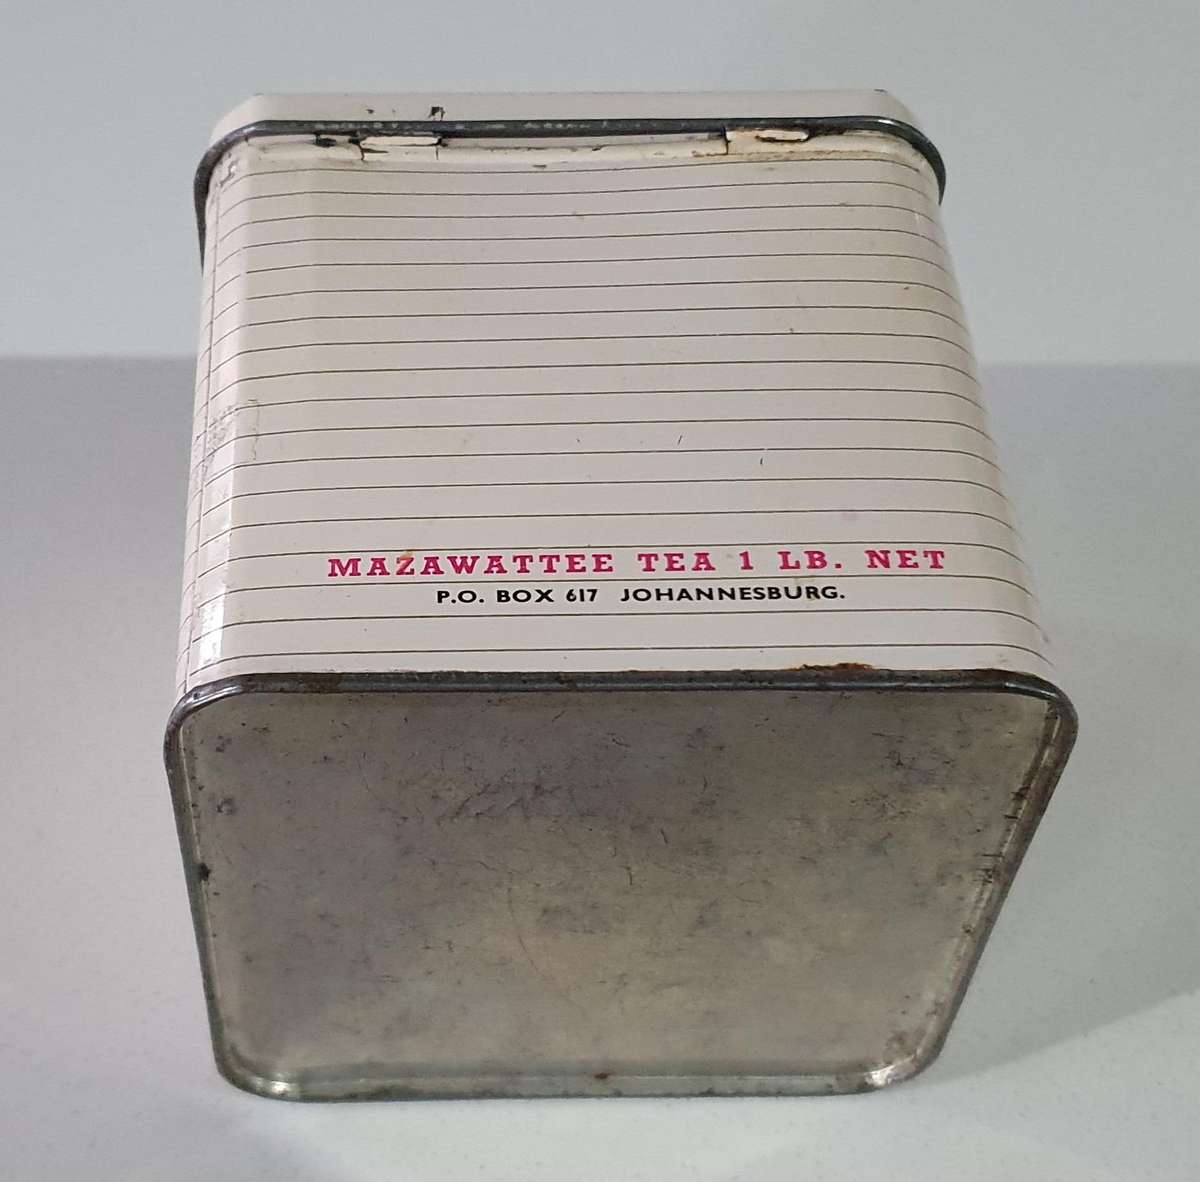 MAZAWATTEE TEA 1 LB. NET
P.O. BOX 617 JOHANNESBURG.